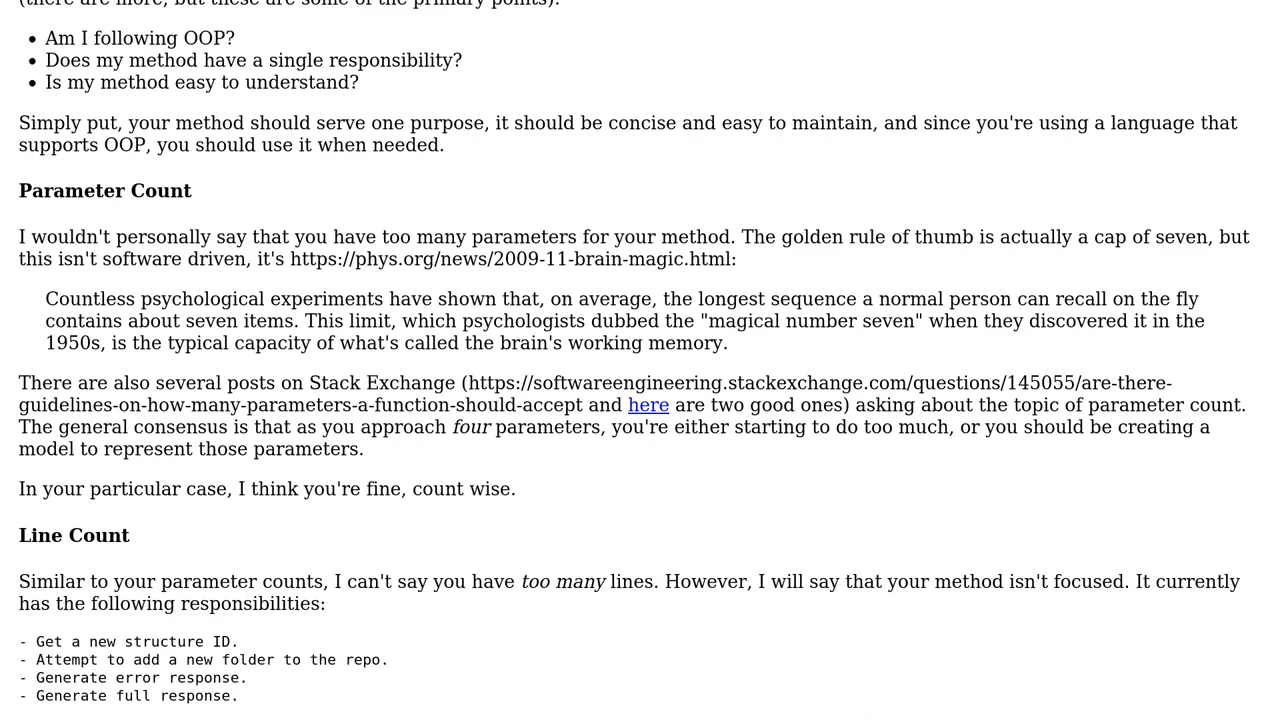 (there are more, but these are some of the primary points):
• Am I following OOP?
• Does my method have a single responsibility?
• Is my method easy to understand?
Simply put, your method should serve one purpose, it should be concise and easy to maintain, and since you're using a language that
supports OOP, you should use it when needed.
Parameter Count
I wouldn't personally say that you have too many parameters for your method. The golden rule of thumb is actually a cap of seven, but
this isn't software driven, it's https://phys.org/news/2009-11-brain-magic.html:
Countless psychological experiments have shown that, on average, the longest sequence a normal person can recall on the fly
contains about seven items. This limit, which psychologists dubbed the "magical number seven" when they discovered it in the
1950s, is the typical capacity of what's called the brain's working memory.
There are also several posts on Stack Exchange (https://softwareengineering.stackexchange.com/questions/145055/are-there-
guidelines-on-how-many-parameters-a-function-should-accept and here are two good ones) asking about the topic of parameter count.
The general consensus is that as you approach four parameters, you're either starting to do too much, or you should be creating a
model to represent those parameters.
In your particular case, I think you're fine, count wise.
Line Count
Similar to your parameter counts, I can't say you have too many lines. However, I will say that your method isn't focused. It currently
has the following responsibilities:
- Get a new structure ID.
- Attempt to add a new folder to the repo.
- Generate error response.
- Generate full response.